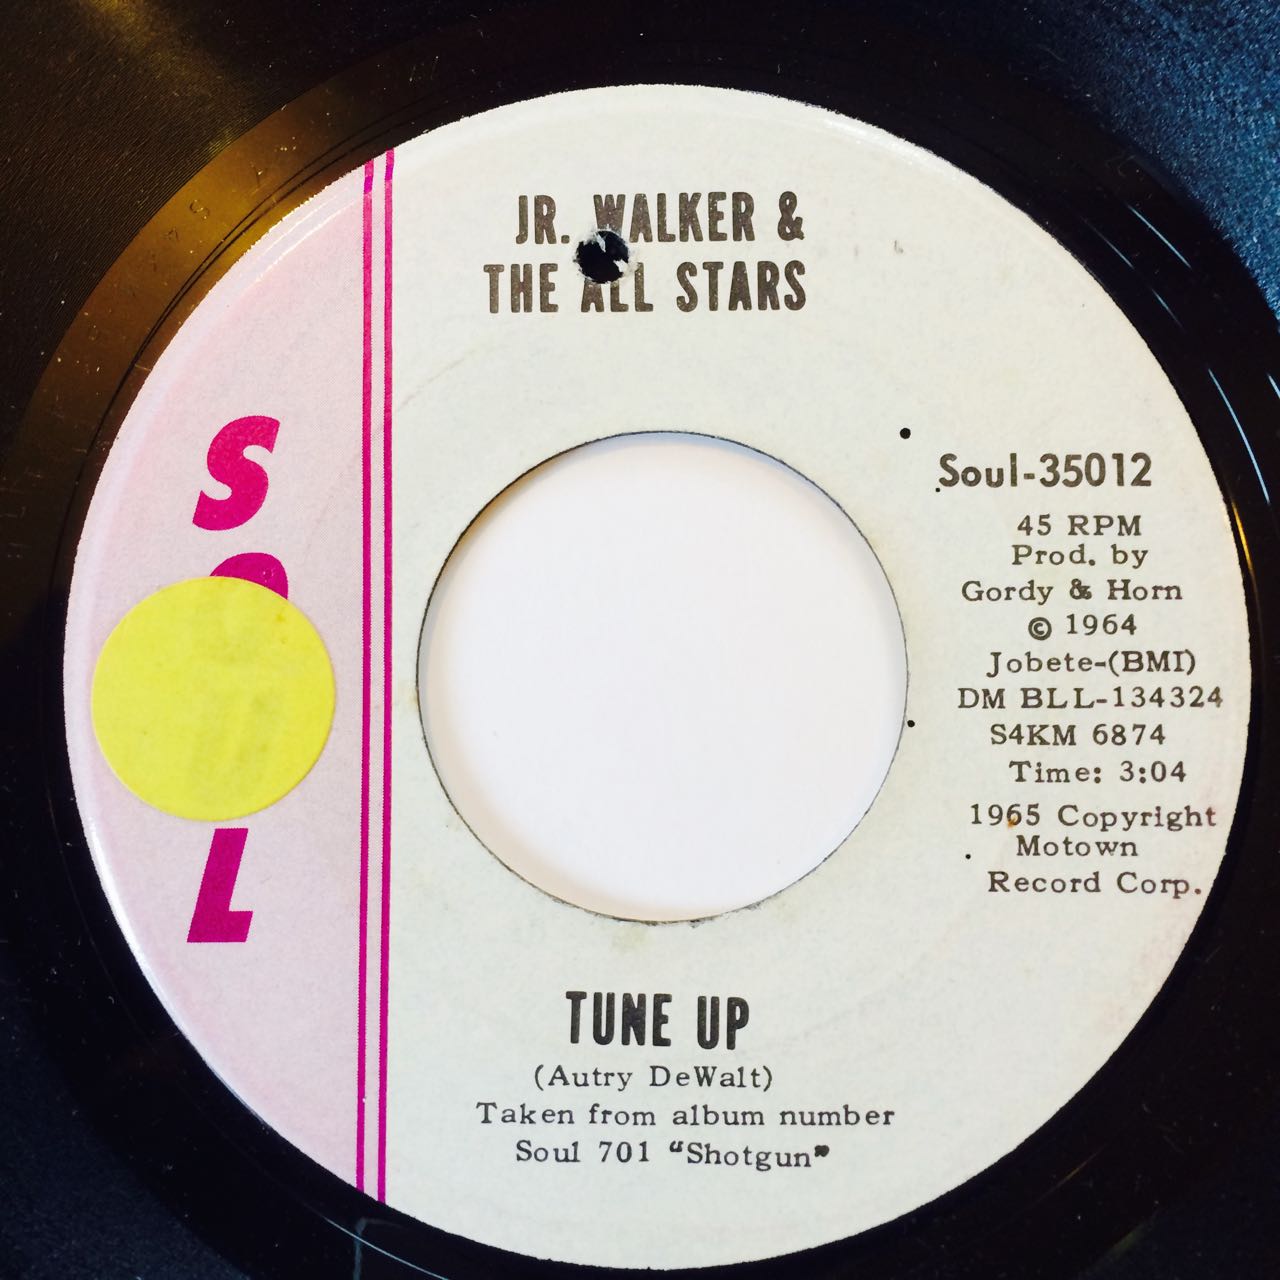 JR. WALKER &
THE ALL STARS
Soul-35012
45 RPM
Prod. by
Gordy & Horn
© 1964
Jobete-(BMI)
DM BLL-134324
S4KM 6874
Time: 3:04
1965 Copyright
Motown
Record Corp.
TUNE UP
(Autry DeWalt)
Taken from album number
Soul 701 “Shotgun”